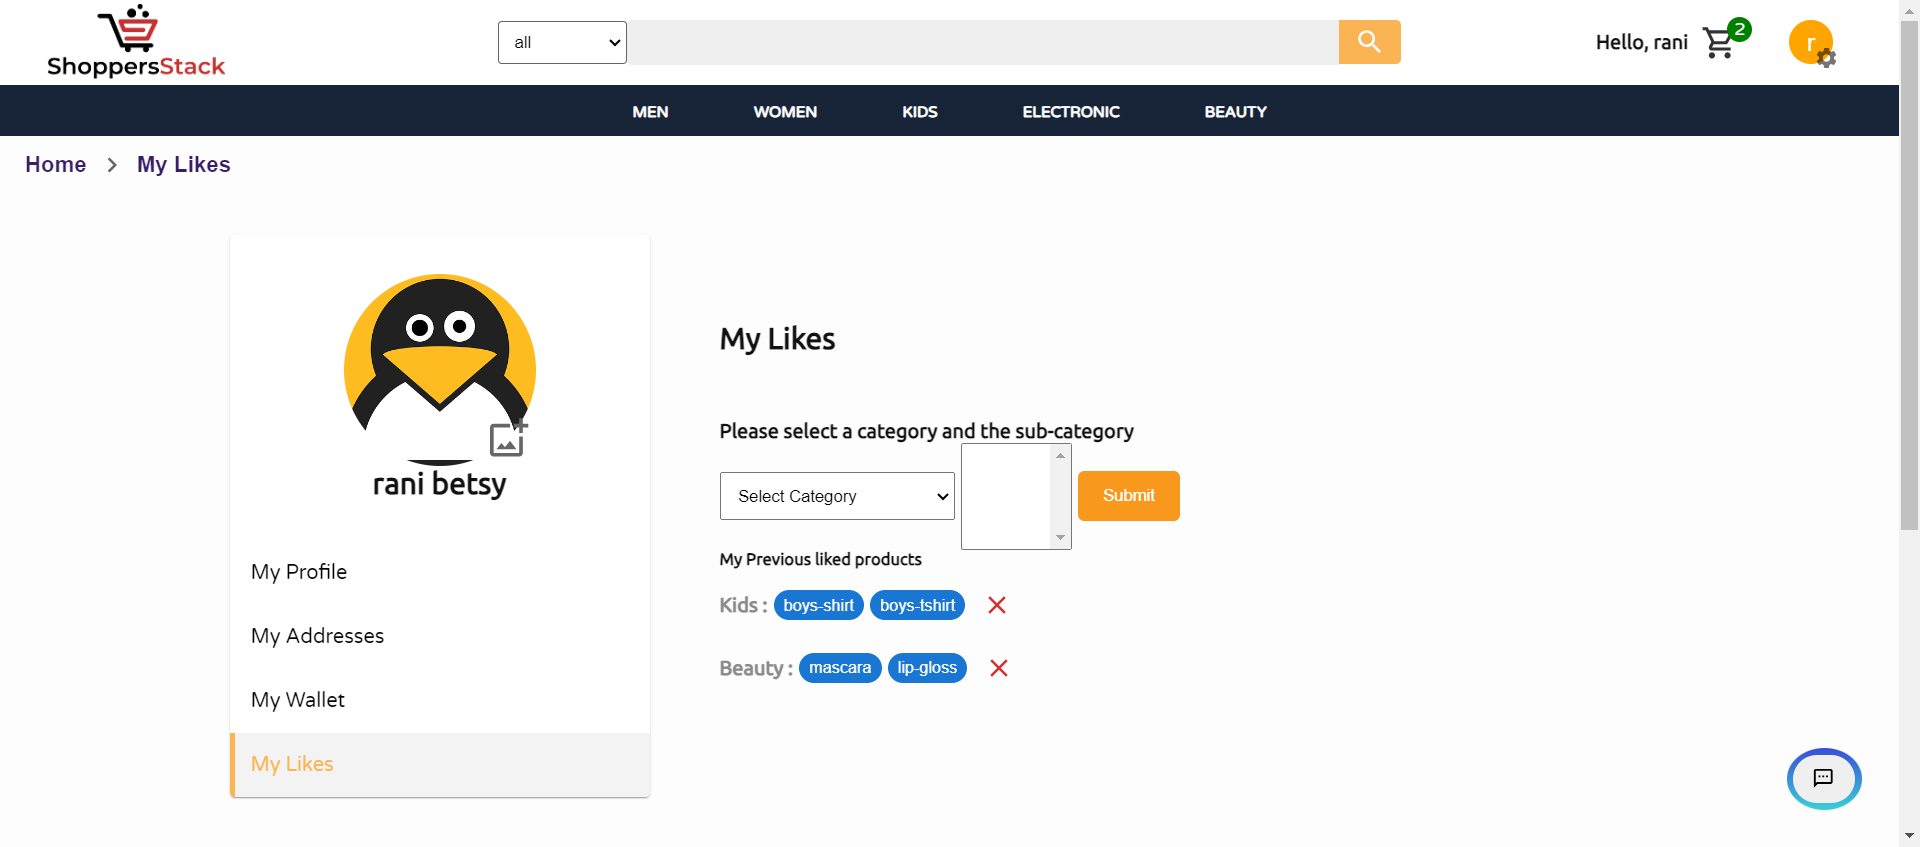 ShoppersStack
all
Hello, rani
2
r
MEN WOMEN KIDS ELECTRONIC BEAUTY
Home > My Likes
rani betsy
My Profile
My Addresses
My Wallet
My Likes
My Likes
Please select a category and the sub-category
Select Category
Submit
My Previous liked products
Kids : boys-shirt boys-tshirt
Beauty : mascara lip-gloss